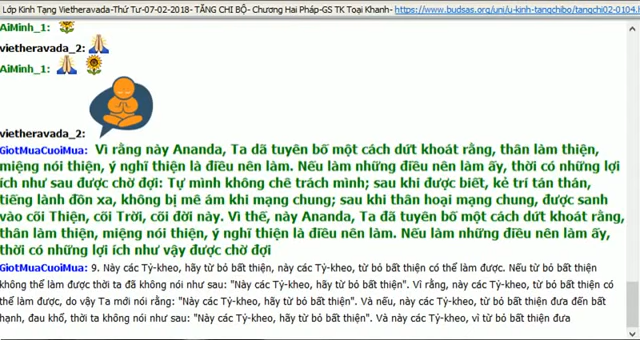 Lớp Kinh Tạng Vietheravada-Thứ Tư-07-02-2018- TĂNG CHI BỘ- Chương Hai Pháp-GS TK Toại Khanh- https://www.budsas.org/uni/u-kinh-tangchibo/tangchi02-0104.h
AiMinh_1:
vietheravada_2:
AiMinh_1:
vietheravada_2:
GiotMuaCuoiMua: Vì rằng này Ananda, Ta đã tuyên bố một cách dứt khoát rằng, thân làm thiện,
miệng nói thiện, ý nghĩ thiện là điều nên làm. Nếu làm những điều nên làm ấy, thời có những lợi
ích như sau được chờ đợi: Tự mình không chê trách mình; sau khi được biết, kẻ trí tán thán,
tiếng lành đồn xa, không bị mê ám khi mạng chung; sau khi thân hoại mạng chung, được sanh
vào cõi Thiện, cõi Trời, cõi đời này. Vì thế, này Ananda, Ta đã tuyên bố một cách dứt khoát rằng,
thân làm thiện, miệng nói thiện, ý nghĩ thiện là điều nên làm. Nếu làm những điều nên làm ấy,
thời có những lợi ích như vậy được chờ đợi
GiotMuaCuoiMua: 9. Này các Tỷ-kheo, hãy từ bỏ bất thiện, này các Tỷ-kheo, từ bỏ bất thiện có thể làm được. Nếu từ bỏ bất thiện
không thể làm được thời ta đã không nói như sau: "Này các Tỷ-kheo, hãy từ bỏ bất thiện". Vì rằng, này các Tỷ-kheo, từ bỏ bất thiện có
thể làm được, do vậy Ta mới nói rằng: "Này các Tỷ-kheo, hãy từ bỏ bất thiện". Và nếu, này các Tỷ-kheo, từ bỏ bất thiện đưa đến bất
hạnh, đau khổ, thời ta không nói như sau: "Này các Tỷ-kheo, hãy từ bỏ bất thiện". Và này các Tỷ-kheo, vì từ bỏ bất thiện đưa